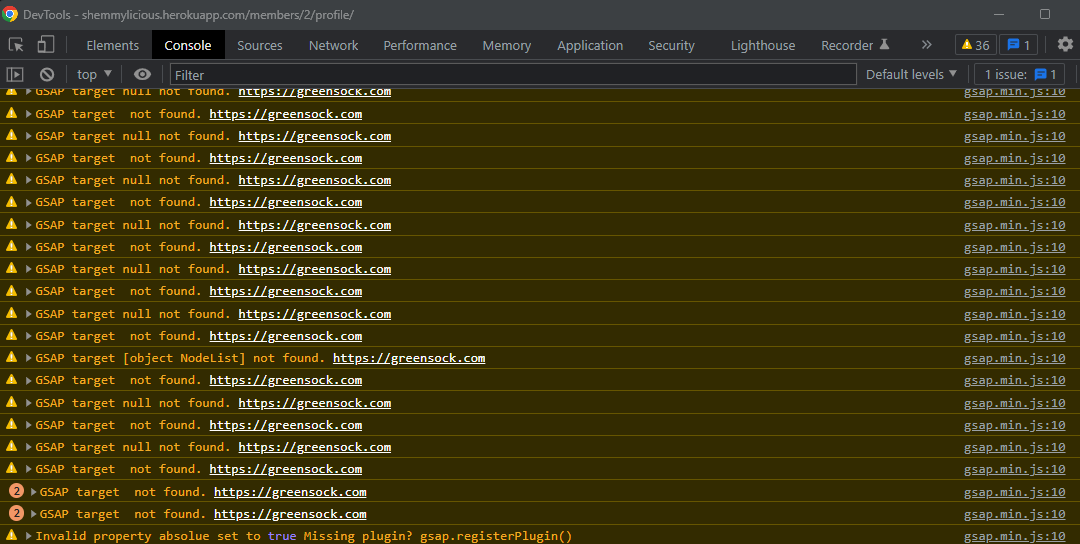 DevTools - shemmylicious.herokuapp.com/members/2/profile/
Elements Console Sources Network Performance Memory Application Security Lighthouse Recorder 36 1
top Filter Default levels 1 issue: 1
GSAP target null not found. https://greensock.com gsap.min.js:10
GSAP target  not found. https://greensock.com gsap.min.js:10
GSAP target null not found. https://greensock.com gsap.min.js:10
GSAP target  not found. https://greensock.com gsap.min.js:10
GSAP target null not found. https://greensock.com gsap.min.js:10
GSAP target  not found. https://greensock.com gsap.min.js:10
GSAP target null not found. https://greensock.com gsap.min.js:10
GSAP target  not found. https://greensock.com gsap.min.js:10
GSAP target null not found. https://greensock.com gsap.min.js:10
GSAP target  not found. https://greensock.com gsap.min.js:10
GSAP target null not found. https://greensock.com gsap.min.js:10
GSAP target  not found. https://greensock.com gsap.min.js:10
GSAP target [object NodeList] not found. https://greensock.com gsap.min.js:10
GSAP target  not found. https://greensock.com gsap.min.js:10
GSAP target null not found. https://greensock.com gsap.min.js:10
GSAP target  not found. https://greensock.com gsap.min.js:10
GSAP target null not found. https://greensock.com gsap.min.js:10
GSAP target  not found. https://greensock.com gsap.min.js:10
2 GSAP target  not found. https://greensock.com gsap.min.js:10
2 GSAP target  not found. https://greensock.com gsap.min.js:10
Invalid property absolue set to true Missing plugin? gsap.registerPlugin() gsap.min.js:10